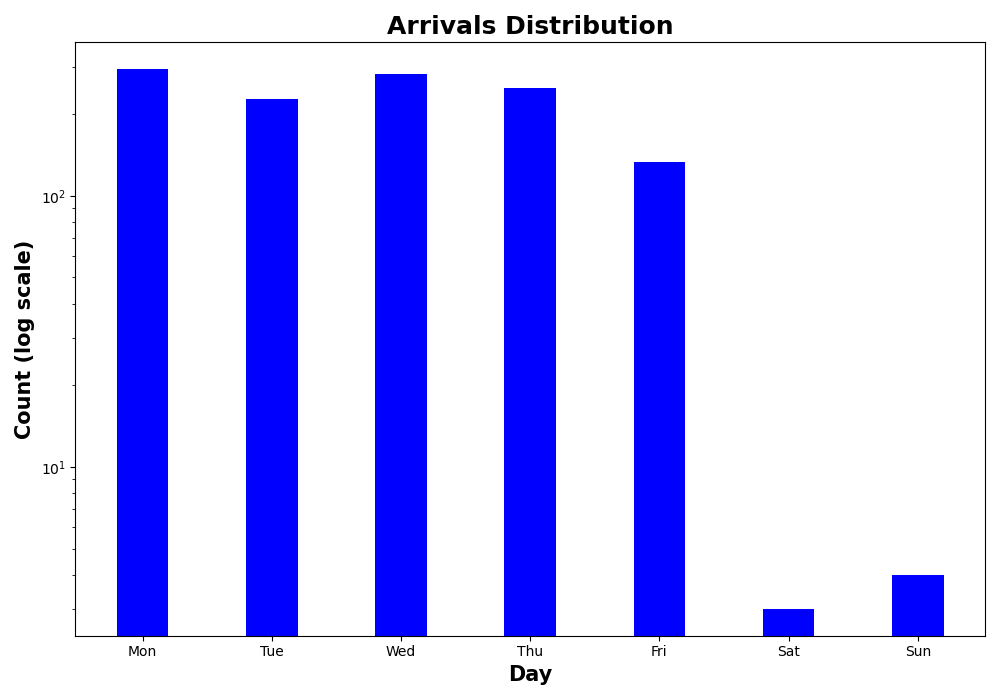 Arrivals Distribution
Count (log scale)
10²
10¹
Mon Tue Wed Thu Fri Sat Sun
Day